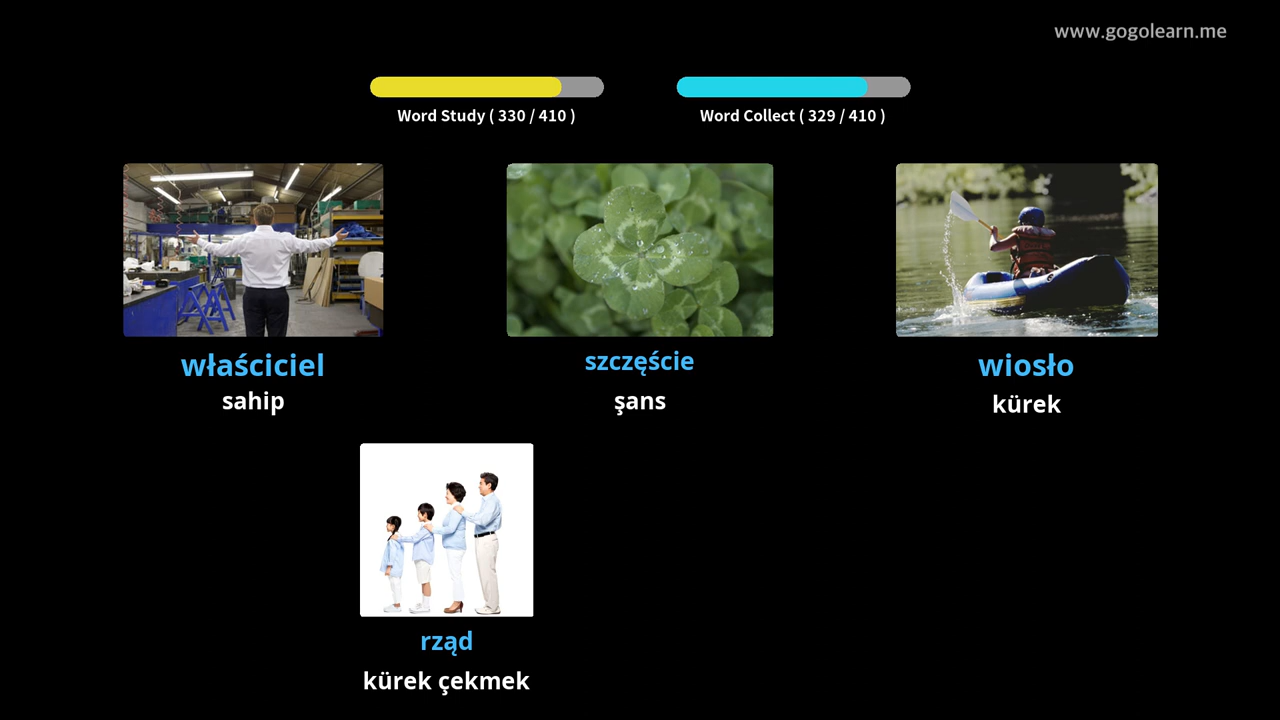 www.gogolearn.me
Word Study ( 330 / 410 )
Word Collect ( 329 / 410 )
właściciel
sahip
szczęście
şans
wiosło
kürek
rząd
kürek çekmek